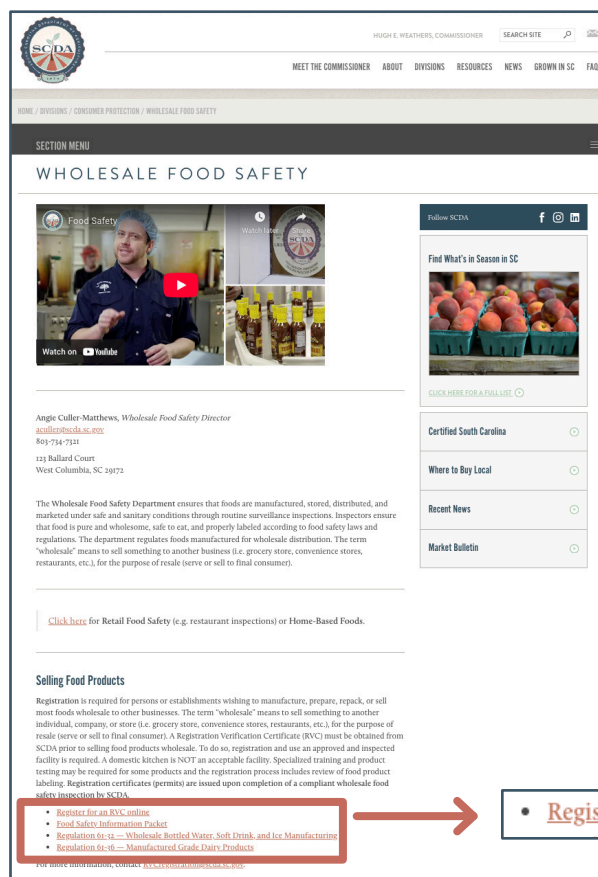 SCDA
1879
HUGH E. WEATHERS, COMMISSIONER
SEARCH SITE
MEET THE COMMISSIONER ABOUT DIVISIONS RESOURCES NEWS GROWN IN SC FAQ
HOME / DIVISIONS / CONSUMER PROTECTION / WHOLESALE FOOD SAFETY
SECTION MENU
WHOLESALE FOOD SAFETY
Food Safety
Watch later
Share
SCDA
Watch on YouTube
Angie Culler-Matthews, Wholesale Food Safety Director
aculler@scda.sc.gov
803-734-7321
123 Ballard Court
West Columbia, SC 29172
The Wholesale Food Safety Department ensures that foods are manufactured, stored, distributed, and
marketed under safe and sanitary conditions through routine surveillance inspections. Inspectors ensure
that food is pure and wholesome, safe to eat, and properly labeled according to food safety laws and
regulations. The department regulates foods manufactured for wholesale distribution. The term
"wholesale" means to sell something to another business (i.e. grocery store, convenience stores,
restaurants, etc.), for the purpose of resale (serve or sell to final consumer).
Click here for Retail Food Safety (e.g. restaurant inspections) or Home-Based Foods.
Selling Food Products
Registration is required for persons or establishments wishing to manufacture, prepare, repack, or sell
most foods wholesale to other businesses. The term "wholesale" means to sell something to another
individual, company, or store (i.e. grocery store, convenience stores, restaurants, etc.), for the purpose of
resale (serve or sell to final consumer). A Registration Verification Certificate (RVC) must be obtained from
SCDA prior to selling food products wholesale. To do so, registration and use an approved and inspected
facility is required. A domestic kitchen is NOT an acceptable facility. Specialized training and product
testing may be required for some products and the registration process includes review of food product
labeling. Registration certificates (permits) are issued upon completion of a compliant wholesale food
safety inspection by SCDA.
• Register for an RVC online
• Food Safety Information Packet
• Regulation 61-32 — Wholesale Bottled Water, Soft Drink, and Ice Manufacturing
• Regulation 61-36 — Manufactured Grade Dairy Products
For more information, contact RVCregistration@scda.sc.gov.
Follow SCDA
Find What's in Season in SC
CLICK HERE FOR A FULL LIST
Certified South Carolina
Where to Buy Local
Recent News
Market Bulletin
• Regis